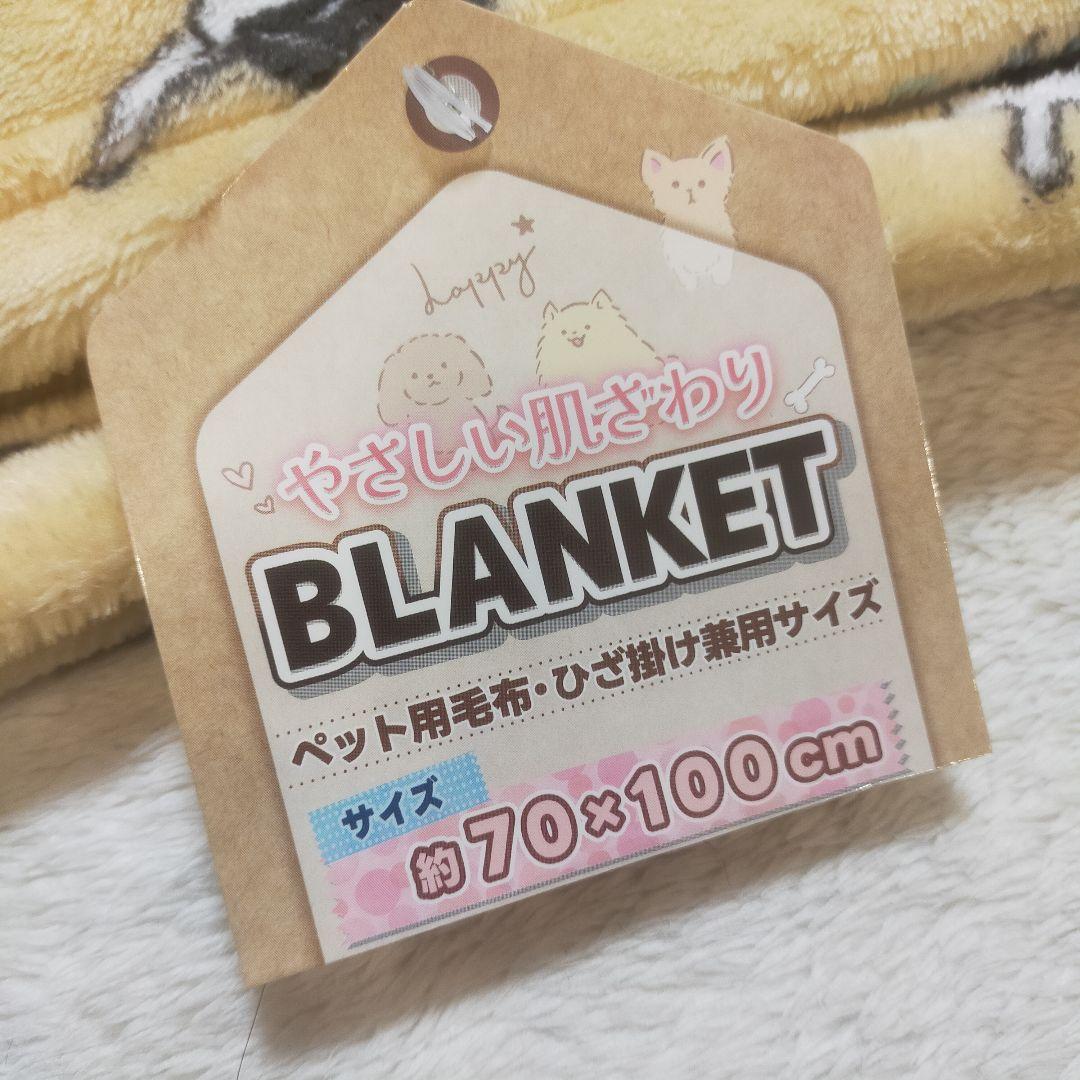 happy
やさしい肌ざわり
BLANKET
ペット用毛布・ひざ掛け兼用サイズ
サイズ
約70×100cm